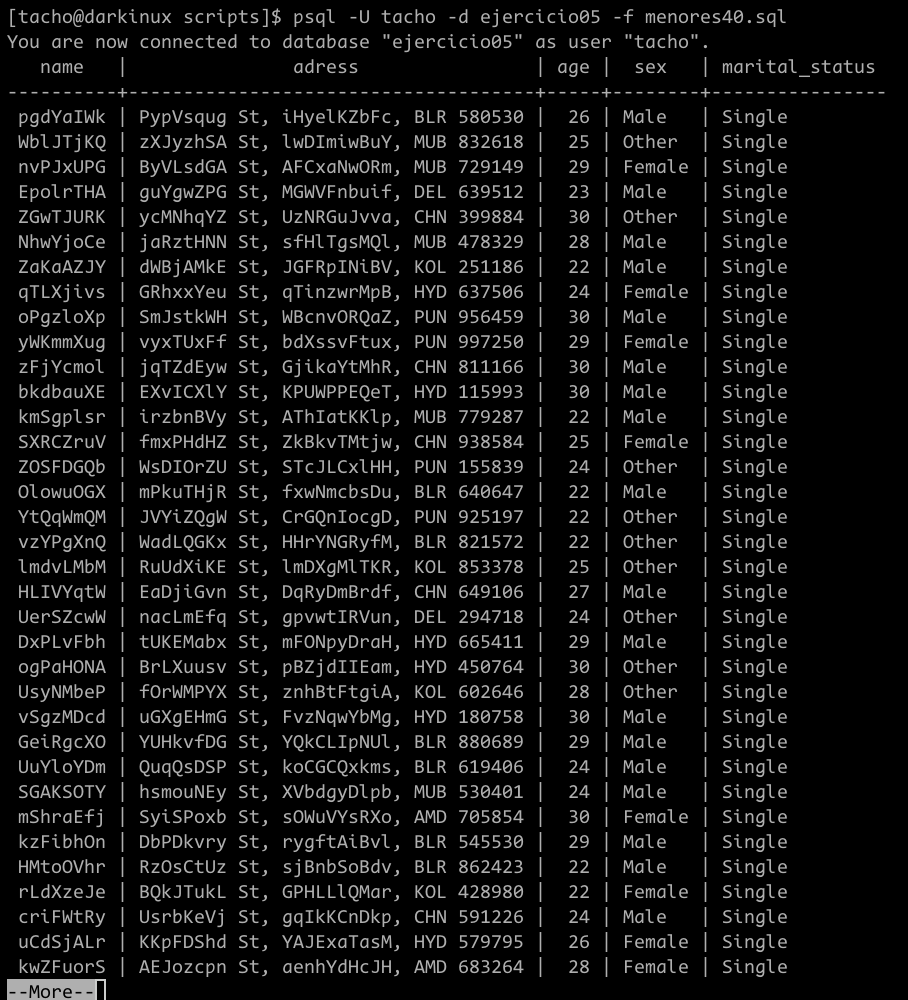 [tacho@darkinux scripts]$ psql -U tacho -d ejercicio05 -f menores40.sql
You are now connected to database "ejercicio05" as user "tacho".
   name   |               adress                | age |  sex   | marital_status
----------+-------------------------------------+-----+--------+----------------
 pgdYaIWk | PypVsqug St, iHyelKZbFc, BLR 580530 |  26 | Male   | Single
 WblJTjKQ | zXJyzhSA St, lwDImiwBuY, MUB 832618 |  25 | Other  | Single
 nvPJxUPG | ByVLsdGA St, AFCxaNwORm, MUB 729149 |  29 | Female | Single
 EpolrTHA | guYgwZPG St, MGWVFnbuif, DEL 639512 |  23 | Male   | Single
 ZGwTJURK | ycMNhqYZ St, UzNRGuJvva, CHN 399884 |  30 | Other  | Single
 NhwYjoCe | jaRztHNN St, sfHlTgsMQl, MUB 478329 |  28 | Male   | Single
 ZaKaAZJY | dWBjAMkE St, JGFRpINiBV, KOL 251186 |  22 | Male   | Single
 qTLXjivs | GRhxxYeu St, qTinzwrMpB, HYD 637506 |  24 | Female | Single
 oPgzloXp | SmJstkWH St, WBcnvORQaZ, PUN 956459 |  30 | Male   | Single
 yWKmmXug | vyxTUxFf St, bdXssvFtux, PUN 997250 |  29 | Female | Single
 zFjYcmol | jqTZdEyw St, GjikaYtMhR, CHN 811166 |  30 | Male   | Single
 bkdbauXE | EXvICXlY St, KPUWPPEQeT, HYD 115993 |  30 | Male   | Single
 kmSgplsr | irzbnBVy St, AThIatKKlp, MUB 779287 |  22 | Male   | Single
 SXRCZruV | fmxPHdHZ St, ZkBkvTMtjw, CHN 938584 |  25 | Female | Single
 ZOSFDGQb | WsDIOrZU St, STcJLCxlHH, PUN 155839 |  24 | Other  | Single
 OlowuOGX | mPkuTHjR St, fxwNmcbsDu, BLR 640647 |  22 | Male   | Single
 YtQqWmQM | JVYiZQgW St, CrGQnIocgD, PUN 925197 |  22 | Other  | Single
 vzYPgXnQ | WadLQGKx St, HHrYNGRyfM, BLR 821572 |  22 | Other  | Single
 lmdvLMbM | RuUdXiKE St, lmDXgMlTKR, KOL 853378 |  25 | Other  | Single
 HLIVYqtW | EaDjiGvn St, DqRyDmBrdf, CHN 649106 |  27 | Male   | Single
 UerSZcwW | nacLmEfq St, gpvwtIRVun, DEL 294718 |  24 | Other  | Single
 DxPLvFbh | tUKEMabx St, mFONpyDraH, HYD 665411 |  29 | Male   | Single
 ogPaHONA | BrLXuusv St, pBZjdIIEam, HYD 450764 |  30 | Other  | Single
 UsyNMbeP | fOrWMPYX St, znhBtFtgiA, KOL 602646 |  28 | Other  | Single
 vSgzMDcd | uGXgEHmG St, FvzNqwYbMg, HYD 180758 |  30 | Male   | Single
 GeiRgcXO | YUHkvfDG St, YQkCLIpNUl, BLR 880689 |  29 | Male   | Single
 UuYloYDm | QuqQsDSP St, koCGCQxkms, BLR 619406 |  24 | Male   | Single
 SGAKSOTY | hsmouNEy St, XVbdgyDlpb, MUB 530401 |  24 | Male   | Single
 mShraEfj | SyiSPoxb St, sOWuVYsRXo, AMD 705854 |  30 | Female | Single
 kzFibhOn | DbPDkvry St, rygftAiBvl, BLR 545530 |  29 | Male   | Single
 HMtoOVhr | RzOsCtUz St, sjBnbSoBdv, BLR 862423 |  22 | Male   | Single
 rLdXzeJe | BQkJTukL St, GPHLLlQMar, KOL 428980 |  22 | Female | Single
 criFWtRy | UsrbKeVj St, gqIkKCnDkp, CHN 591226 |  24 | Male   | Single
 uCdSjALr | KKpFDShd St, YAJExaTasM, HYD 579795 |  26 | Female | Single
 kwZFuorS | AEJozcpn St, aenhYdHcJH, AMD 683264 |  28 | Female | Single
--More--